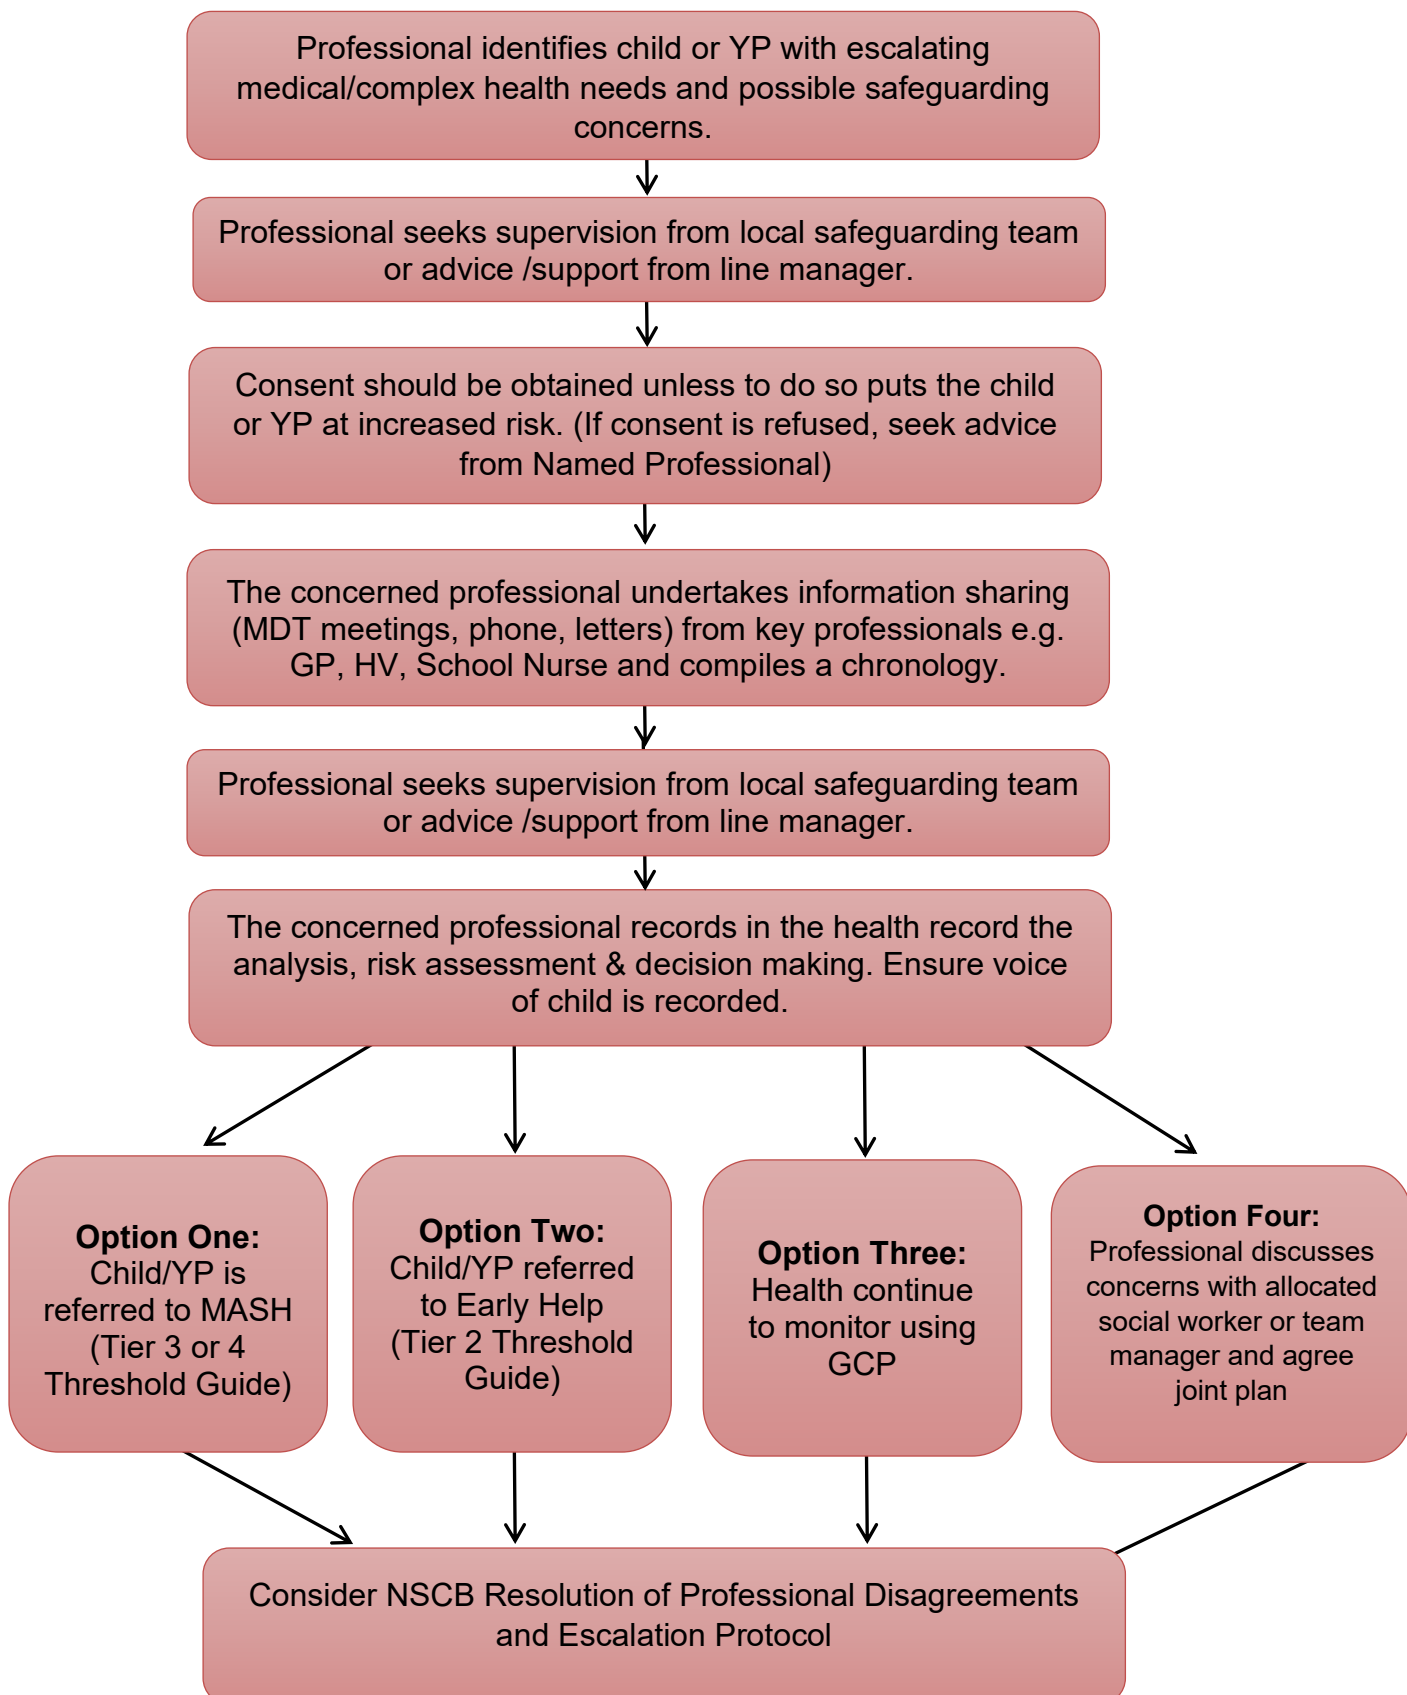 Professional identifies child or YP with escalating
medical/complex health needs and possible safeguarding
concerns.
Professional seeks supervision from local safeguarding team
or advice /support from line manager.
Consent should be obtained unless to do so puts the child
or YP at increased risk. (If consent is refused, seek advice
from Named Professional)
The concerned professional undertakes information sharing
(MDT meetings, phone, letters) from key professionals e.g.
GP, HV, School Nurse and compiles a chronology.
Professional seeks supervision from local safeguarding team
or advice /support from line manager.
The concerned professional records in the health record the
analysis, risk assessment & decision making. Ensure voice
of child is recorded.
Option One:
Child/YP is
referred to MASH
(Tier 3 or 4
Threshold Guide)
Option Two:
Child/YP referred
to Early Help
(Tier 2 Threshold
Guide)
Option Three:
Health continue
to monitor using
GCP
Option Four:
Professional discusses
concerns with allocated
social worker or team
manager and agree
joint plan
Consider NSCB Resolution of Professional Disagreements
and Escalation Protocol